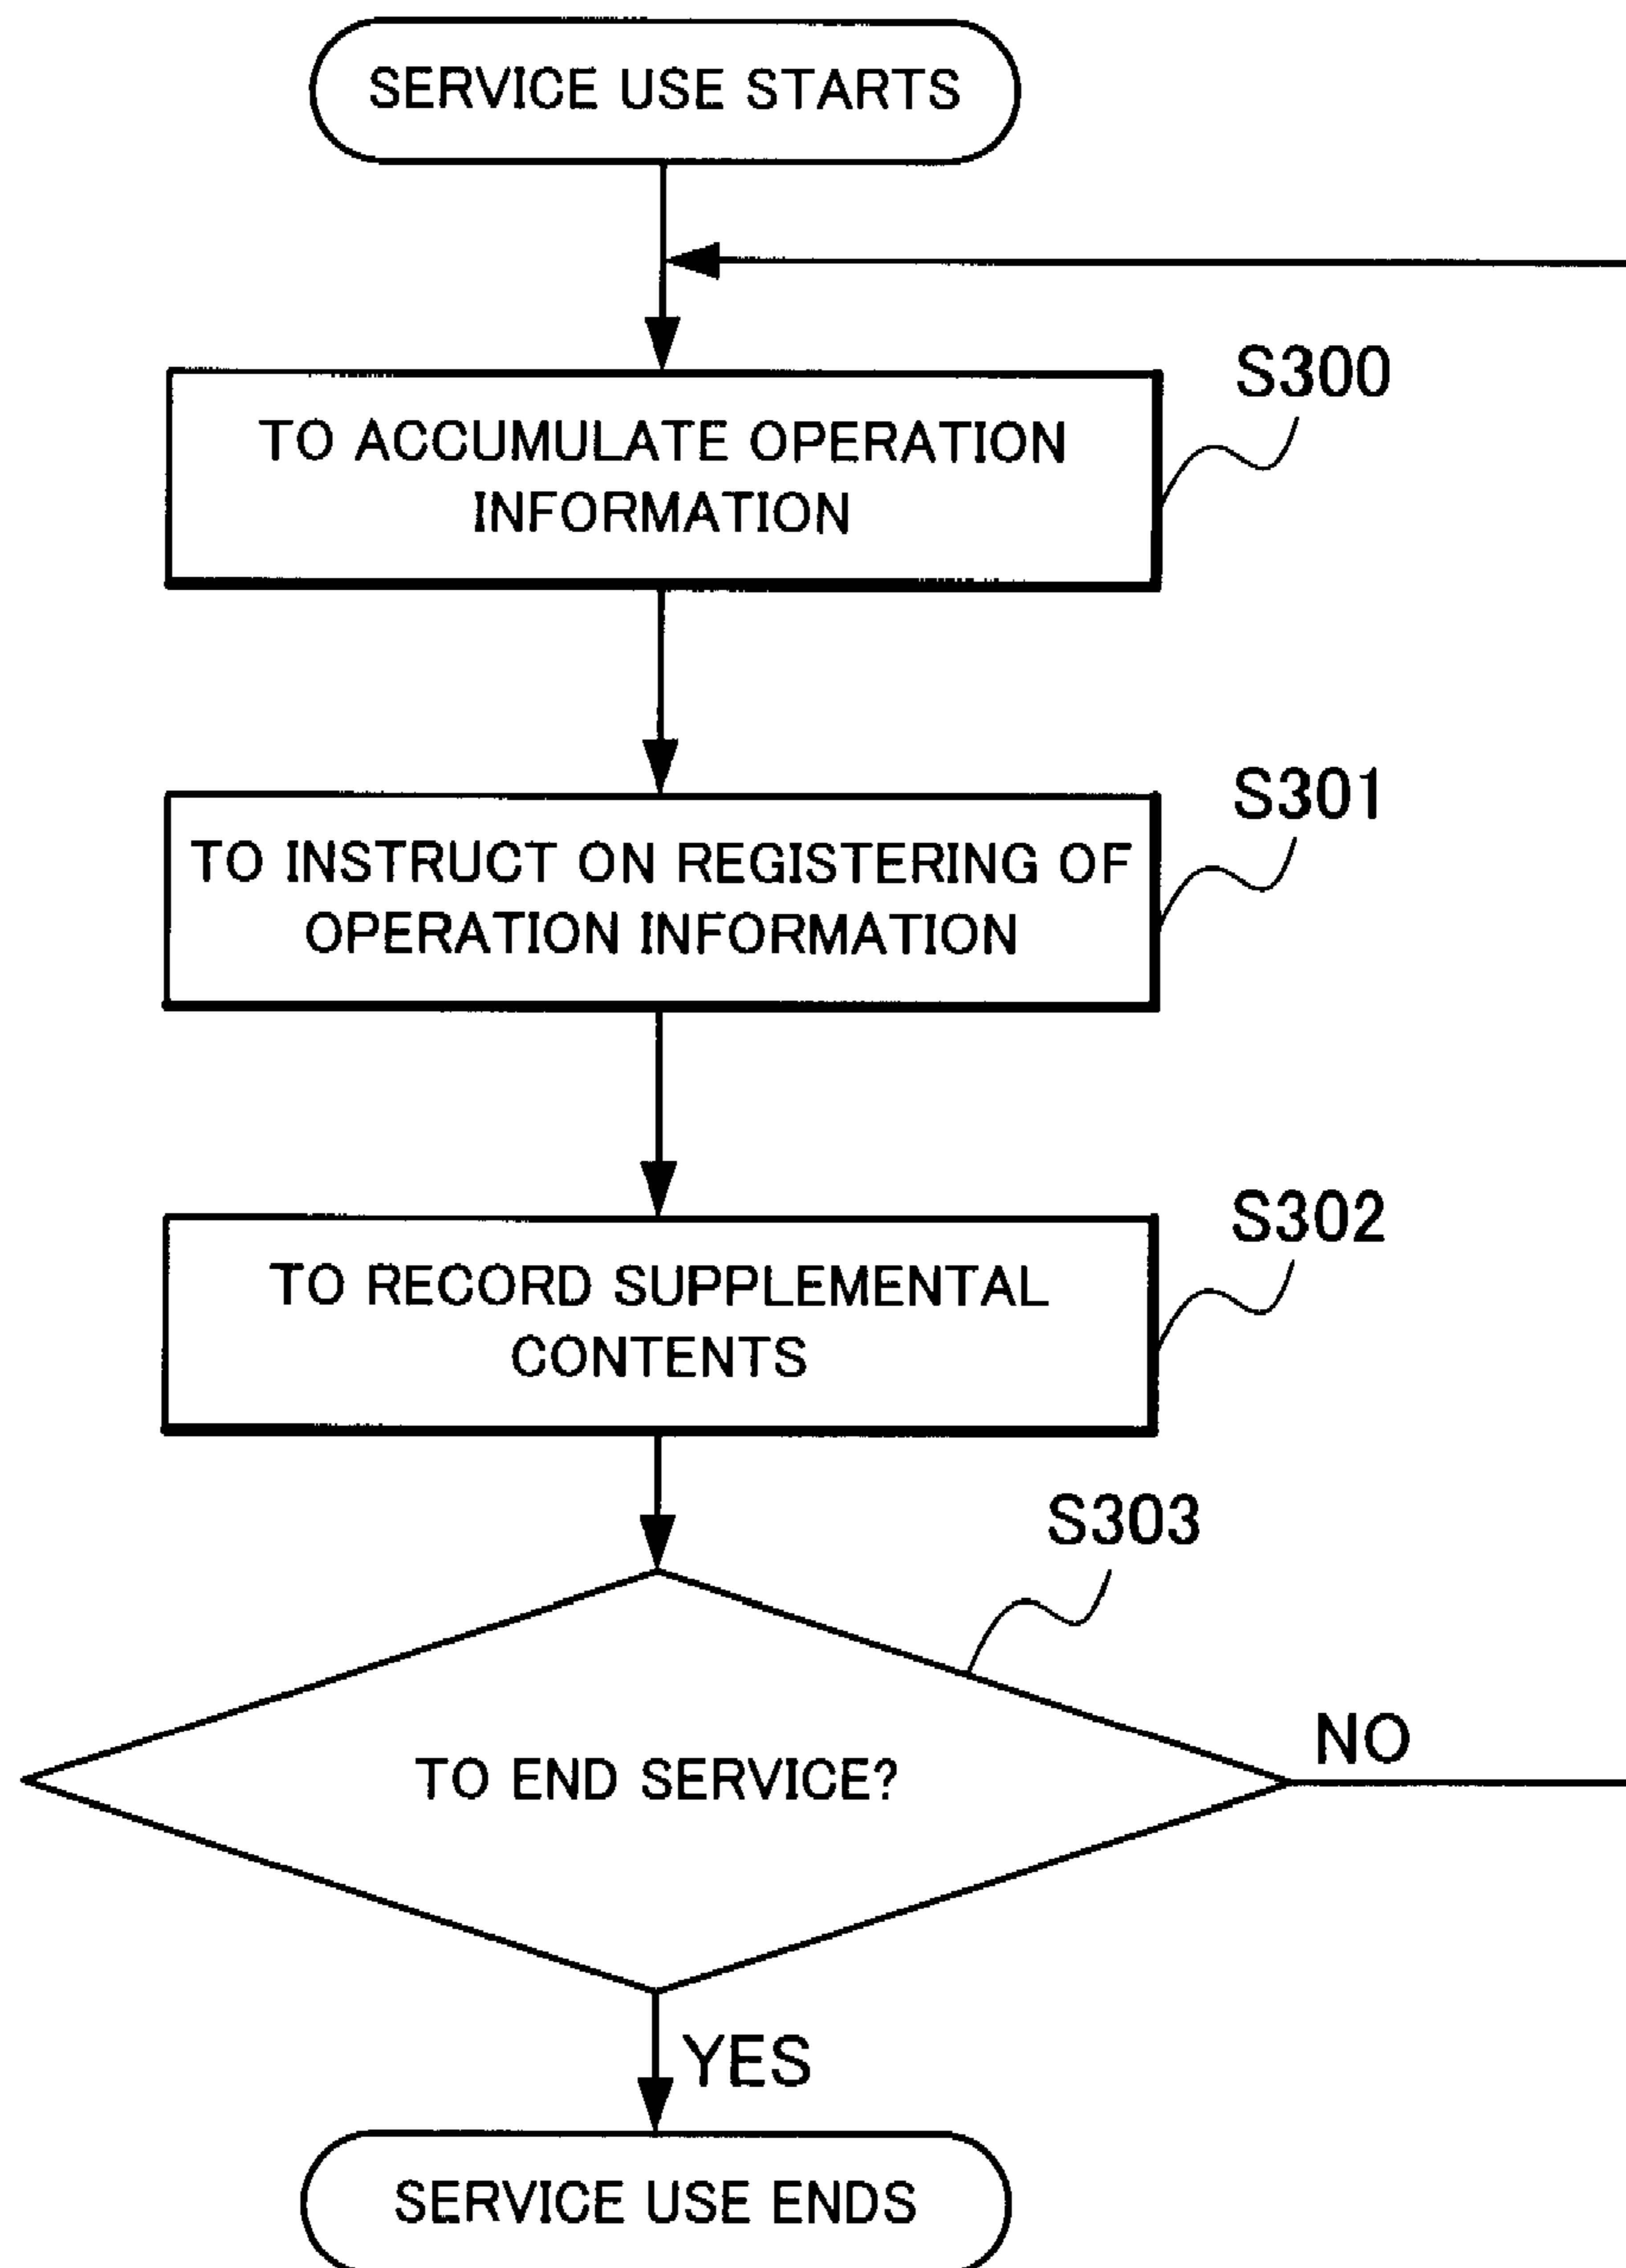 SERVICE USE STARTS
S300
TO ACCUMULATE OPERATION
INFORMATION
S301
TO INSTRUCT ON REGISTERING OF
OPERATION INFORMATION
S302
TO RECORD SUPPLEMENTAL
CONTENTS
S303
TO END SERVICE?
NO
YES
SERVICE USE ENDS